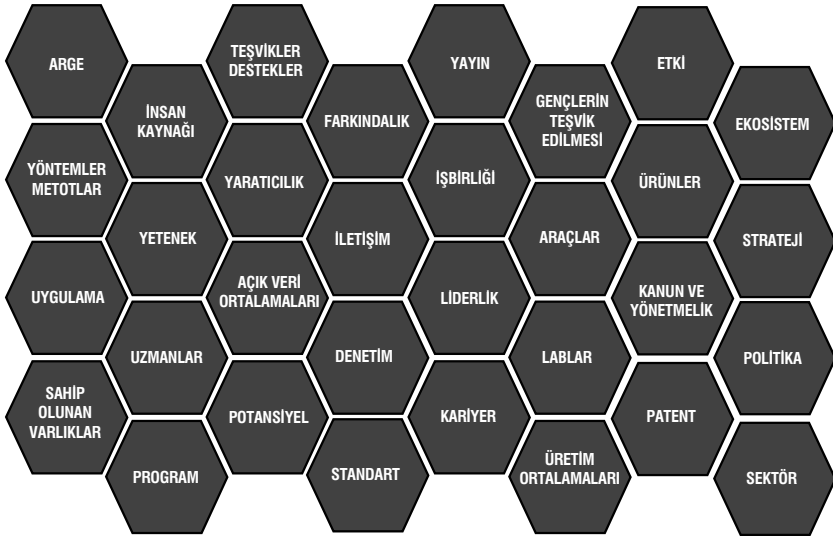 ARGE
TEŞVİKLER
DESTEKLER
YAYIN
ETKİ
İNSAN
KAYNAĞI
FARKINDALIK
GENÇLERİN
TEŞVİK
EDİLMESİ
EKOSİSTEM
YÖNTEMLER
METOTLAR
YARATICILIK
İŞBİRLİĞİ
ÜRÜNLER
YETENEK
İLETİŞİM
ARAÇLAR
STRATEJİ
UYGULAMA
AÇIK VERİ
ORTALAMALARI
LİDERLİK
KANUN VE
YÖNETMELİK
UZMANLAR
DENETİM
LABLAR
POLİTİKA
SAHİP
OLUNAN
VARLIKLAR
POTANSİYEL
KARİYER
PATENT
PROGRAM
STANDART
ÜRETİM
ORTALAMALARI
SEKTÖR